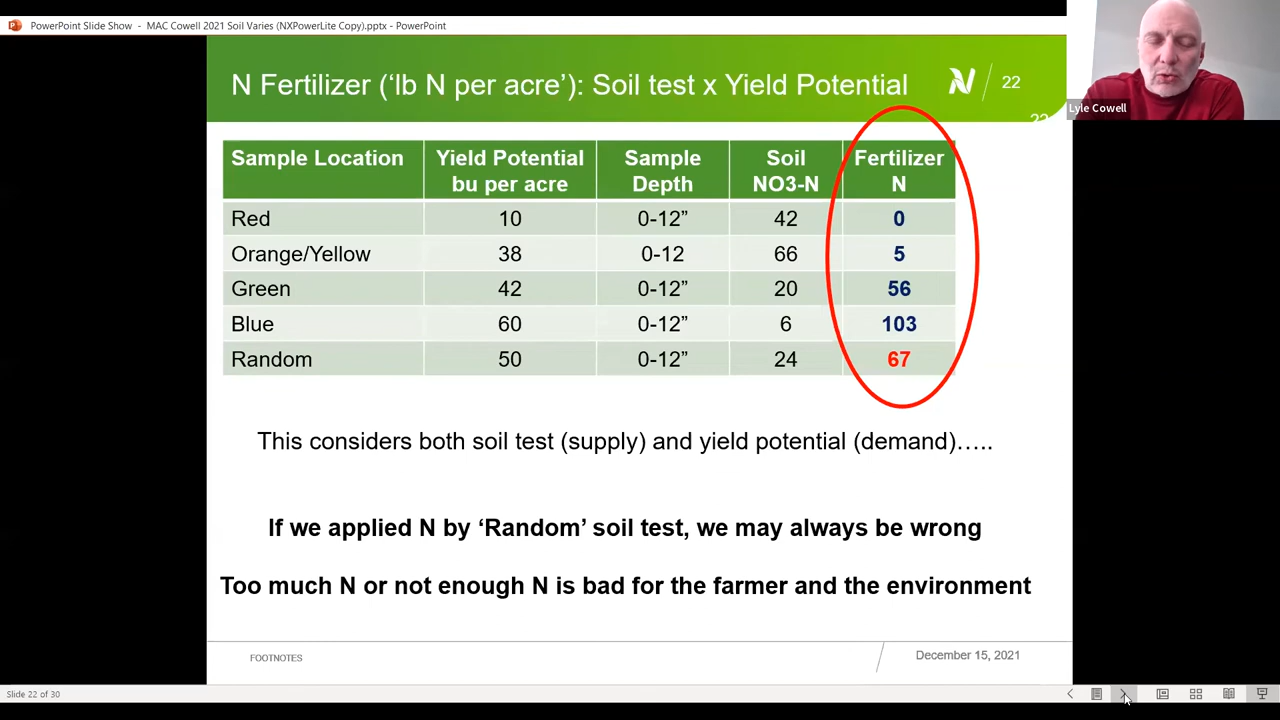 PowerPoint Slide Show - MAC Cowell 2021 Soil Varies (NXPowerLite Copy).pptx - PowerPoint
Lyle Cowell
N Fertilizer (‘lb N per acre’): Soil test x Yield Potential
22
22
Sample Location Yield Potential bu per acre Sample Depth Soil NO3-N Fertilizer N
Red 10 0-12” 42 0
Orange/Yellow 38 0-12 66 5
Green 42 0-12” 20 56
Blue 60 0-12” 6 103
Random 50 0-12” 24 67
This considers both soil test (supply) and yield potential (demand)…..
If we applied N by ‘Random’ soil test, we may always be wrong
Too much N or not enough N is bad for the farmer and the environment
FOOTNOTES
December 15, 2021
Slide 22 of 30